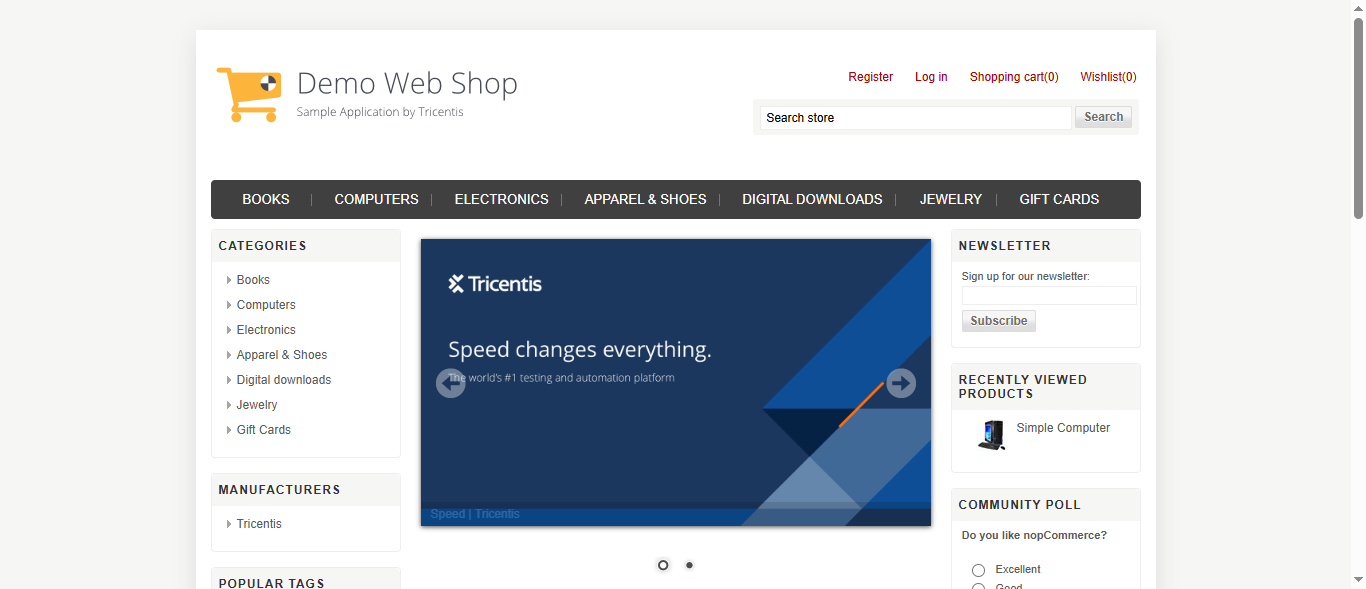 Demo Web Shop
Sample Application by Tricentis
Register Log in Shopping cart(0) Wishlist(0)
Search store Search
BOOKS COMPUTERS ELECTRONICS APPAREL & SHOES DIGITAL DOWNLOADS JEWELRY GIFT CARDS
CATEGORIES
Books
Computers
Electronics
Apparel & Shoes
Digital downloads
Jewelry
Gift Cards
MANUFACTURERS
Tricentis
POPULAR TAGS
Tricentis
Speed changes everything.
The world's #1 testing and automation platform
Speed | Tricentis
NEWSLETTER
Sign up for our newsletter:
Subscribe
RECENTLY VIEWED
PRODUCTS
Simple Computer
COMMUNITY POLL
Do you like nopCommerce?
Excellent
Good